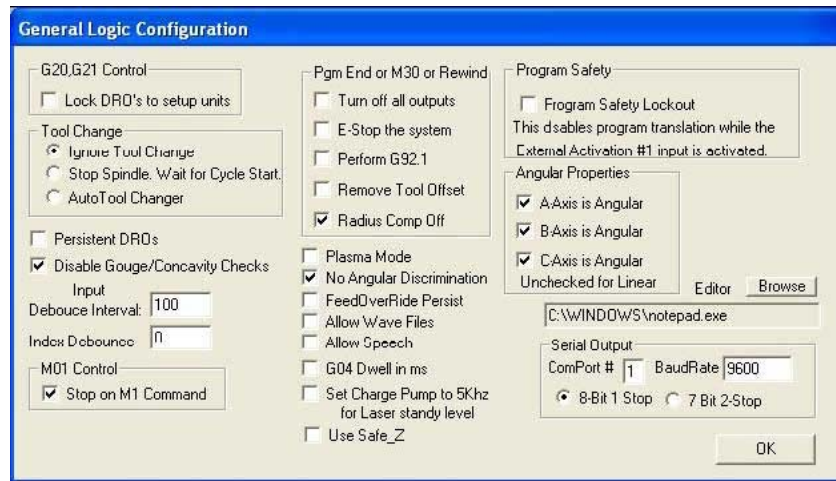 General Logic Configuration
G20,G21 Control
Lock DRO's to setup units
Tool Change
Ignore Tool Change
Stop Spindle. Wait for Cycle Start.
AutoTool Changer
Persistent DROs
Disable Gouge/Concavity Checks
Input
Debouce Interval: 100
Index Debounce 0
M01 Control
Stop on M1 Command
Pgm End or M30 or Rewind
Turn off all outputs
E-Stop the system
Perform G92.1
Remove Tool Offset
Radius Comp Off
Plasma Mode
No Angular Discrimination
FeedOverRide Persist
Allow Wave Files
Allow Speech
G04 Dwell in ms
Set Charge Pump to 5Khz
for Laser standy level
Use Safe_Z
Program Safety
Program Safety Lockout
This disables program translation while the
External Activation #1 input is activated.
Angular Properties
A-Axis is Angular
B-Axis is Angular
C-Axis is Angular
Unchecked for Linear
Editor Browse
C:\WINDOWS\notepad.exe
Serial Output
ComPort # 1 BaudRate 9600
8-Bit 1 Stop 7 Bit 2-Stop
OK